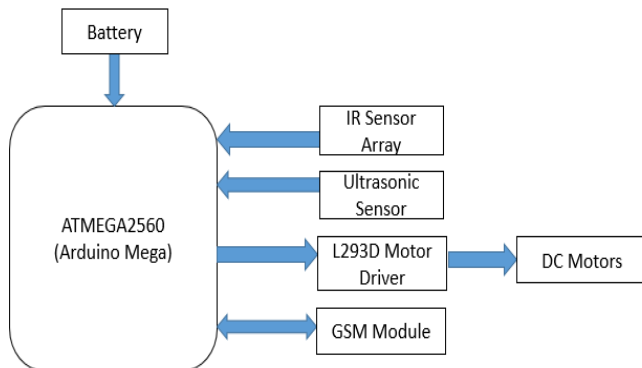 Battery
IR Sensor
Array
Ultrasonic
Sensor
ATMEGA2560
(Arduino Mega)
L293D Motor
Driver
DC Motors
GSM Module